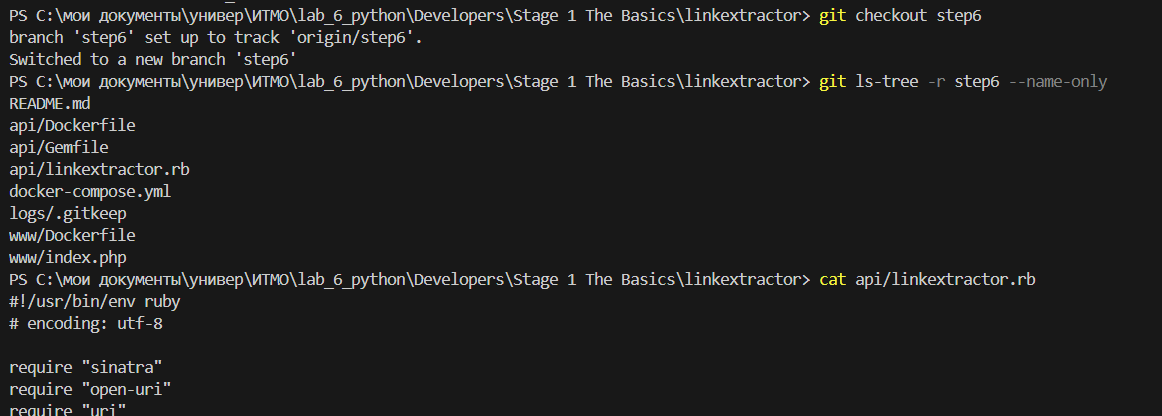 PS C:\мои документы\универ\ИТМО\lab_6_python\Developers\Stage 1 The Basics\linkextractor> git checkout step6
branch 'step6' set up to track 'origin/step6'.
Switched to a new branch 'step6'
PS C:\мои документы\универ\ИТМО\lab_6_python\Developers\Stage 1 The Basics\linkextractor> git ls-tree -r step6 --name-only
README.md
api/Dockerfile
api/Gemfile
api/linkextractor.rb
docker-compose.yml
logs/.gitkeep
www/Dockerfile
www/index.php
PS C:\мои документы\универ\ИТМО\lab_6_python\Developers\Stage 1 The Basics\linkextractor> cat api/linkextractor.rb
#!/usr/bin/env ruby
# encoding: utf-8
require "sinatra"
require "open-uri"
require "uri"